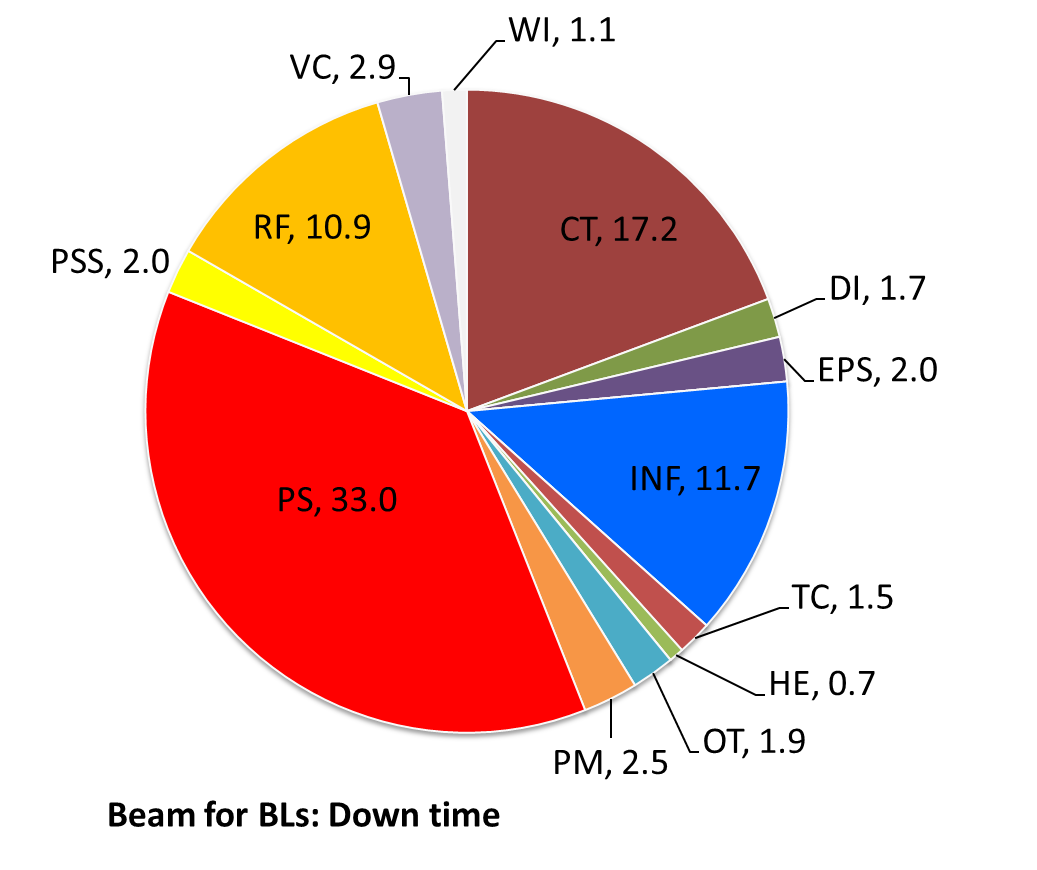 WI, 1.1
VC, 2.9
CT, 17.2
RF, 10.9
PSS, 2.0
DI, 1.7
EPS, 2.0
INF, 11.7
PS, 33.0
TC, 1.5
HE, 0.7
OT, 1.9
PM, 2.5
Beam for BLs: Down time